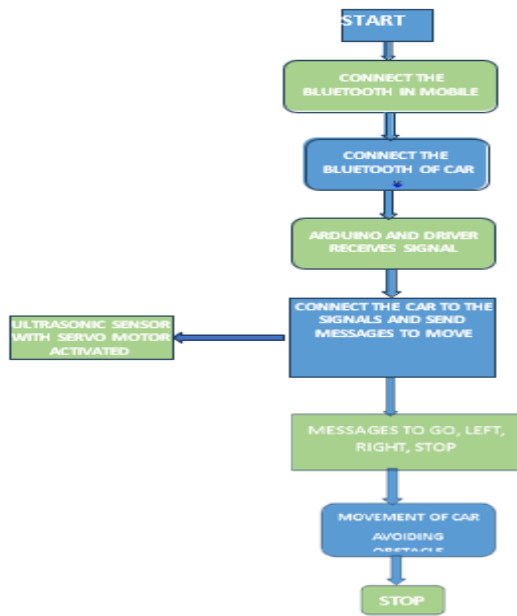 START
CONNECT THE
BLUETOOTH IN MOBILE
CONNECT THE
BLUETOOTH OF CAR
ARDUINO AND DRIVER
RECEIVES SIGNAL
CONNECT THE CAR TO THE
SIGNALS AND SEND
MESSAGES TO MOVE
ULTRASONIC SENSOR
WITH SERVO MOTOR
ACTIVATED
MESSAGES TO GO, LEFT,
RIGHT, STOP
MOVEMENT OF CAR
AVOIDING
OBSTACLE
STOP